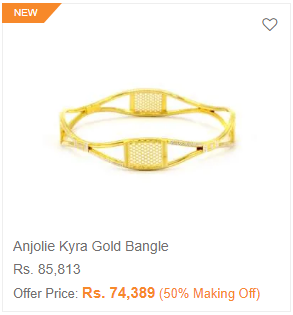 NEW
Anjolie Kyra Gold Bangle
Rs. 85,813
Offer Price: Rs. 74,389 (50% Making Off)